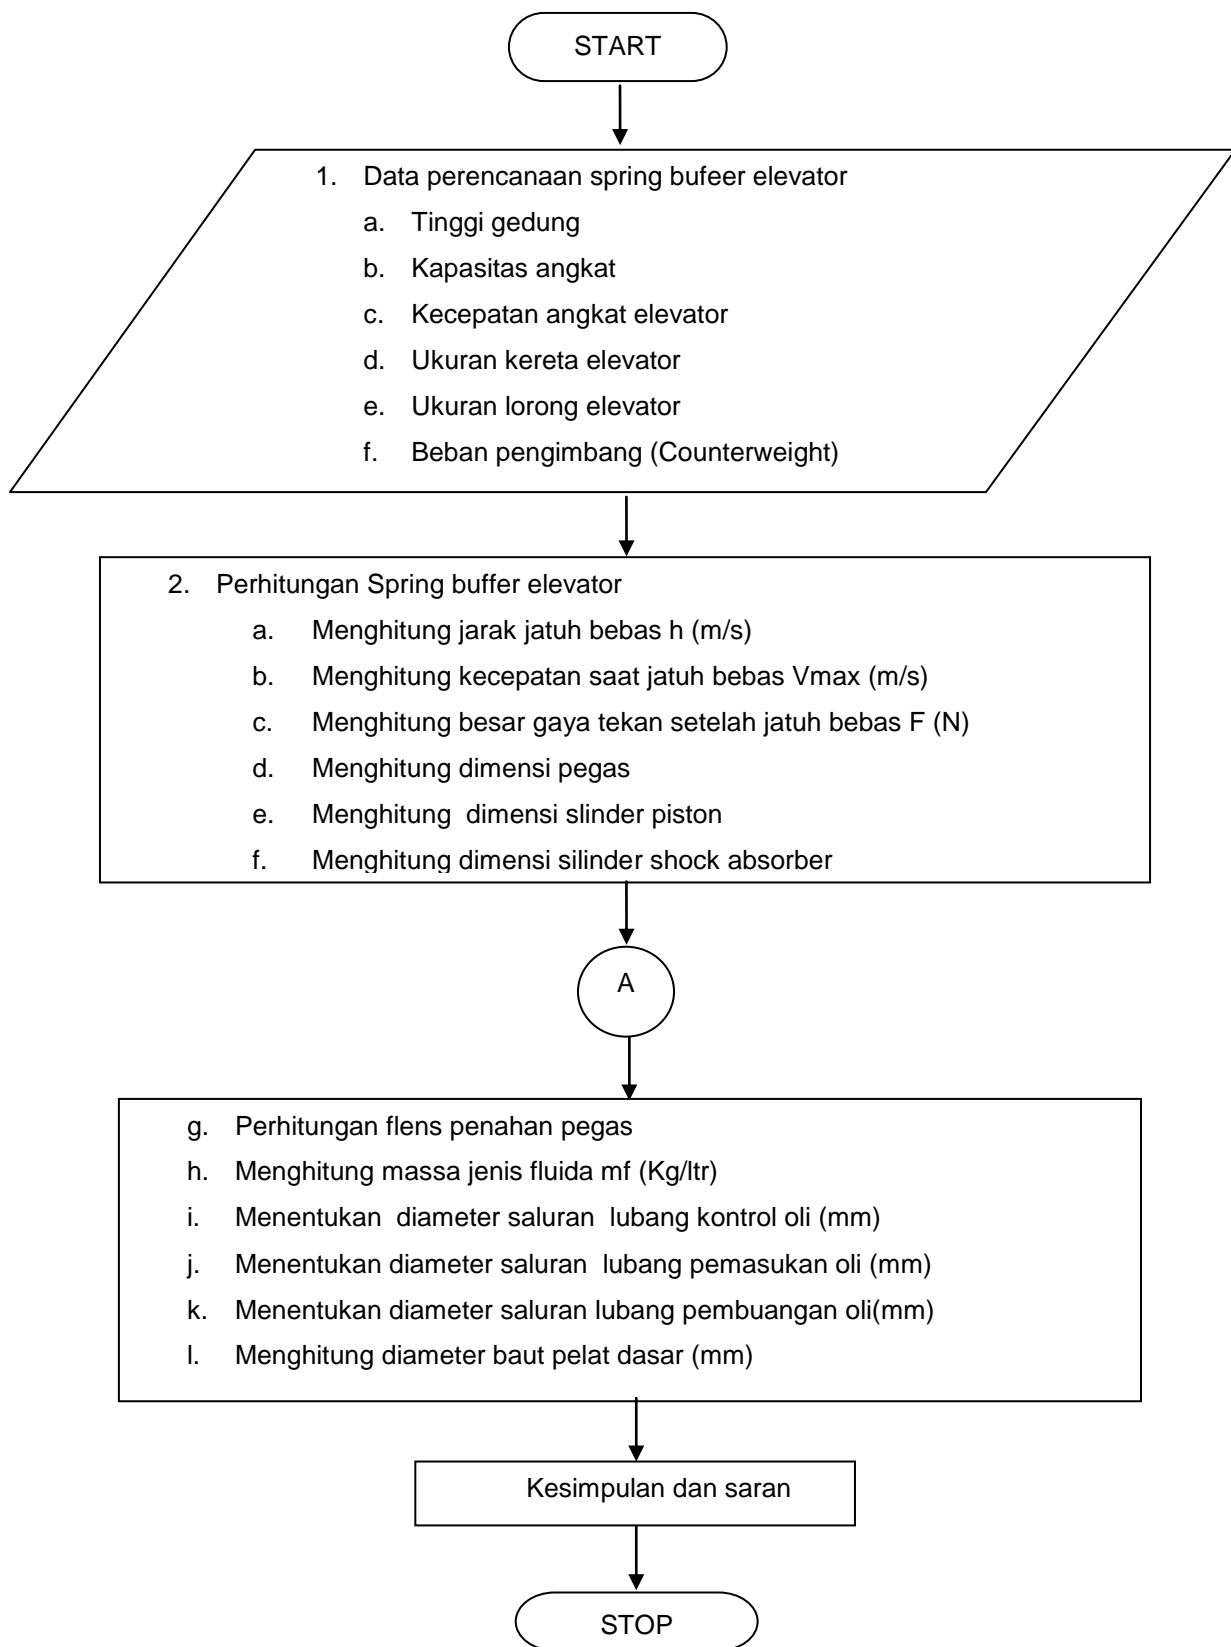 START
1. Data perencanaan spring bufeer elevator
a. Tinggi gedung
b. Kapasitas angkat
c. Kecepatan angkat elevator
d. Ukuran kereta elevator
e. Ukuran lorong elevator
f. Beban pengimbang (Counterweight)
2. Perhitungan Spring buffer elevator
a. Menghitung jarak jatuh bebas h (m/s)
b. Menghitung kecepatan saat jatuh bebas Vmax (m/s)
c. Menghitung besar gaya tekan setelah jatuh bebas F (N)
d. Menghitung dimensi pegas
e. Menghitung dimensi slinder piston
f. Menghitung dimensi silinder shock absorber
A
g. Perhitungan flens penahan pegas
h. Menghitung massa jenis fluida mf (Kg/ltr)
i. Menentukan diameter saluran lubang kontrol oli (mm)
j. Menentukan diameter saluran lubang pemasukan oli (mm)
k. Menentukan diameter saluran lubang pembuangan oli(mm)
l. Menghitung diameter baut pelat dasar (mm)
Kesimpulan dan saran
STOP